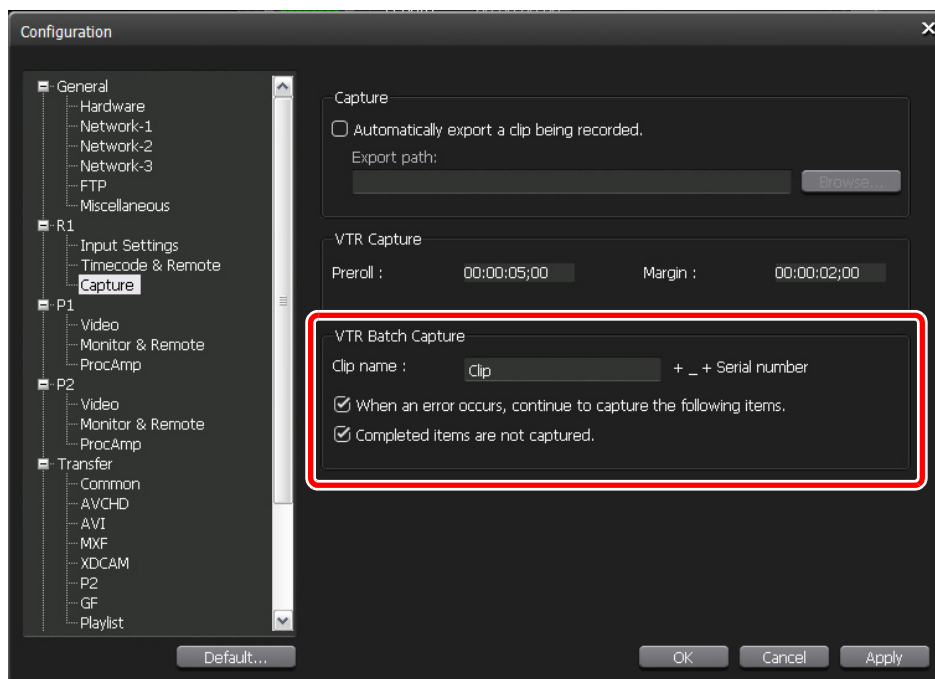 Configuration
General
Hardware
Network-1
Network-2
Network-3
FTP
Miscellaneous
R1
Input Settings
Timecode & Remote
Capture
P1
Video
Monitor & Remote
ProcAmp
P2
Video
Monitor & Remote
ProcAmp
Transfer
Common
AVCHD
AVI
MXF
XDCAM
P2
GF
Playlist
Default...
Capture
Automatically export a clip being recorded.
Export path:
Browse...
VTR Capture
Preroll : 00:00:05;00 Margin : 00:00:02;00
VTR Batch Capture
Clip name : Clip + _ + Serial number
When an error occurs, continue to capture the following items.
Completed items are not captured.
OK Cancel Apply